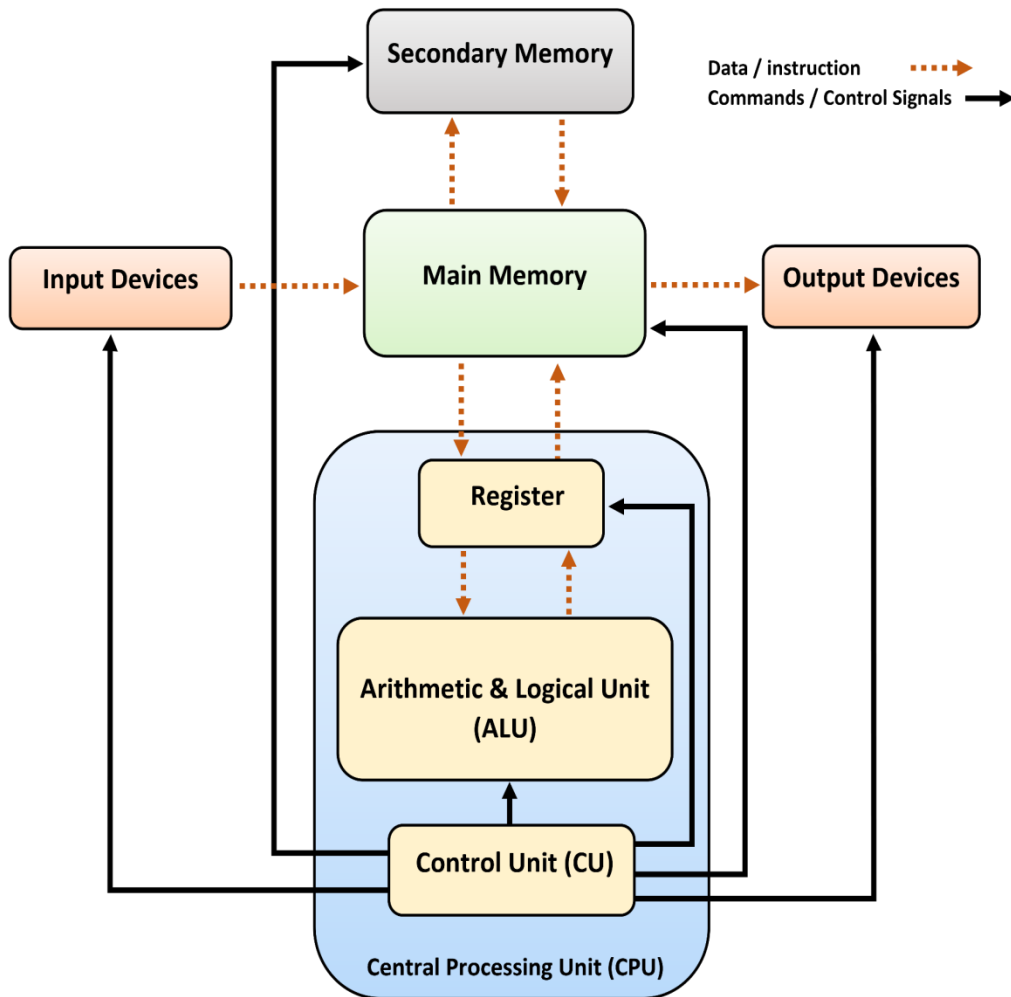 Secondary Memory
Data / instruction
Commands / Control Signals
Input Devices
Main Memory
Output Devices
Register
Arithmetic & Logical Unit
(ALU)
Control Unit (CU)
Central Processing Unit (CPU)